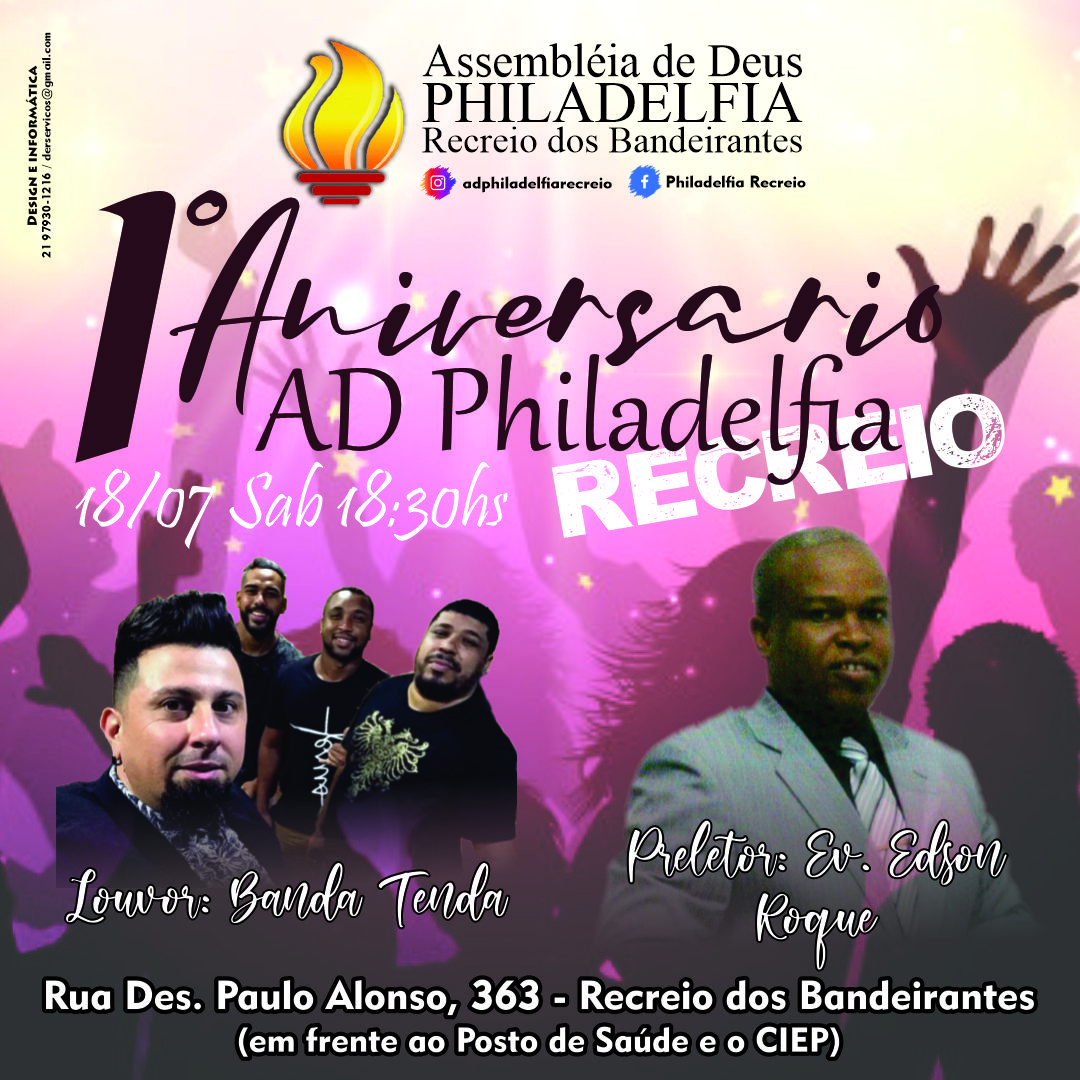 DESIGN E INFORMÁTICA
21 97930-1216 / derservicos@gmail.com
Assembléia de Deus
PHILADELFIA
Recreio dos Bandeirantes
adphiladelfiarecreio
Philadelfia Recreio
1º Aniversario
AD Philadelfia
RECREIO
18/07 Sab 18:30hs
Jesus
Louvor: Banda Tenda
Preletor: Ev. Edson
Roque
Rua Des. Paulo Alonso, 363 - Recreio dos Bandeirantes
(em frente ao Posto de Saúde e o CIEP)